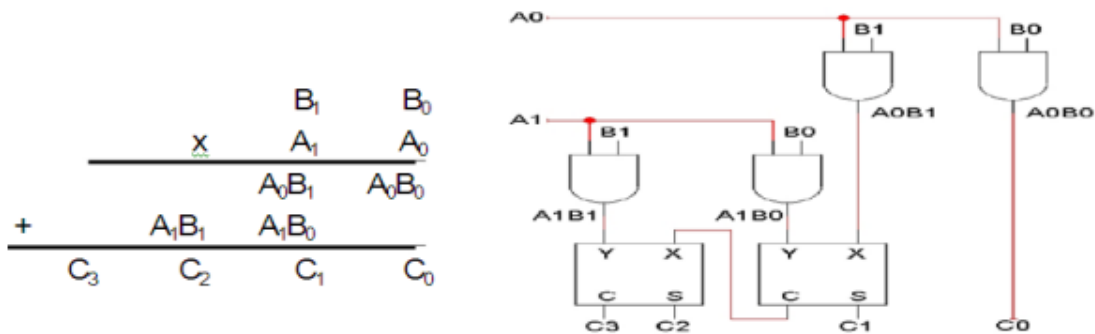 B₁ B₀
x A₁ A₀
A₀B₁ A₀B₀
+ A₁B₁ A₁B₀
C₃ C₂ C₁ C₀
A0
B1 B0
A0B1 A0B0
A1
B1 B0
A1B1 A1B0
Y X Y X
C S C S
C3 C2 C1 C0